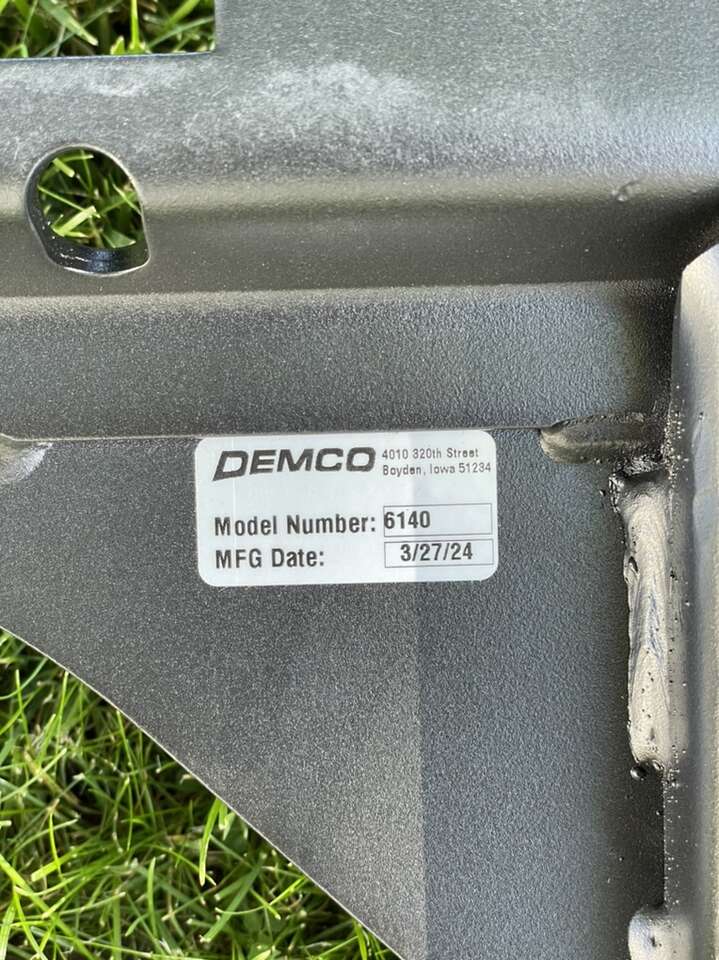 DEMCO
4010 320th Street
Boyden, Iowa 51234
Model Number: 6140
MFG Date: 3/27/24